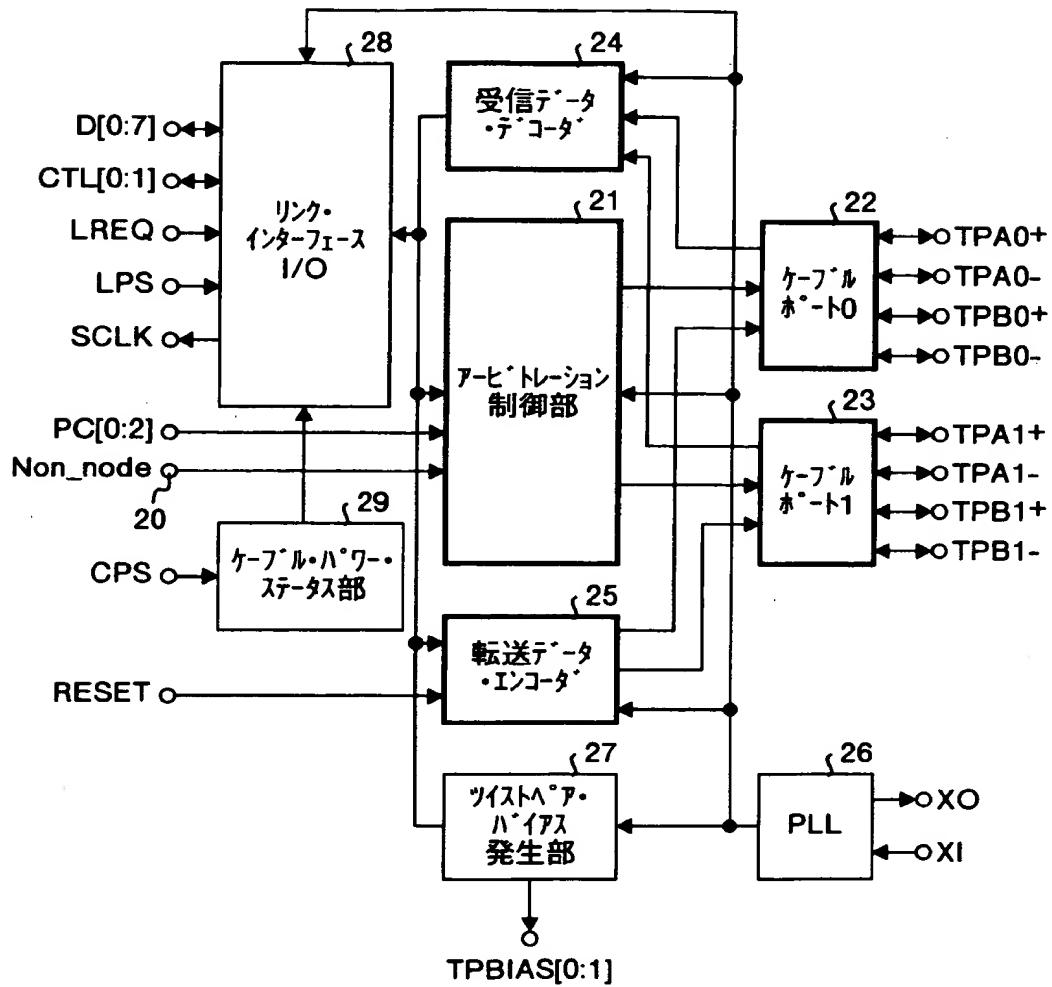 28
24
D[0:7]
CTL[0:1]
LREQ
LPS
SCLK
リンク・
インターフェース
I/O
受信データ
・デコーダ
21
アービトレーション
制御部
22
ケーブル
ポート0
TPA0+
TPA0-
TPB0+
TPB0-
PC[0:2]
Non_node
20
23
ケーブル
ポート1
TPA1+
TPA1-
TPB1+
TPB1-
29
CPS
ケーブル・パワー・
ステータス部
25
転送データ
・エンコーダ
RESET
27
ツイストペア・
バイアス
発生部
26
PLL
XO
XI
TPBIAS[0:1]